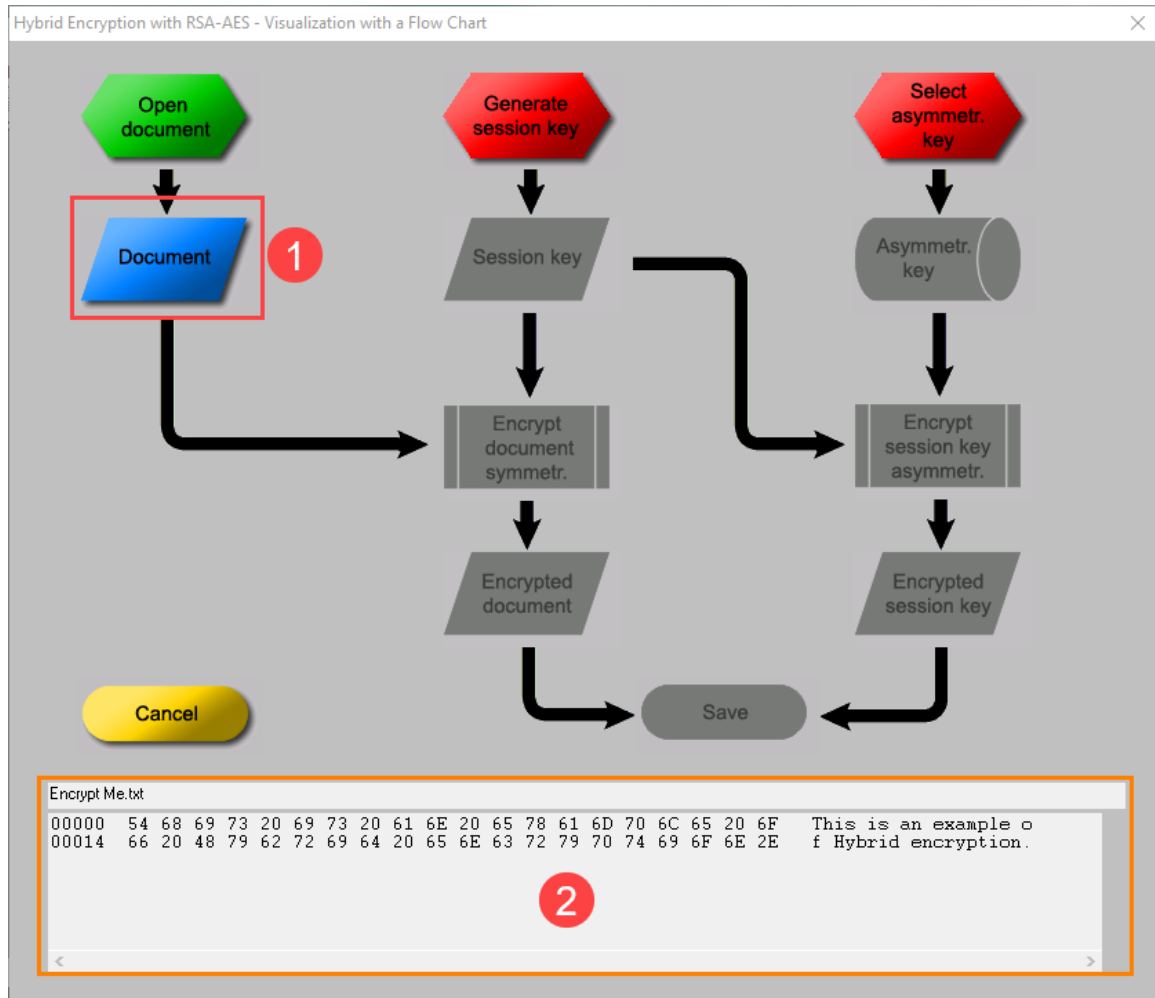 Hybrid Encryption with RSA-AES - Visualization with a Flow Chart
Open
document
Generate
session key
Select
asymmetr.
key
Document
1
Session key
Asymmetr.
key
Encrypt
document
symmetr.
Encrypt
session key
asymmetr.
Encrypted
document
Encrypted
session key
Cancel
Save
Encrypt Me.txt
00000 54 68 69 73 20 69 73 20 61 6E 20 65 78 61 6D 70 6C 65 20 6F This is an example o
00014 66 20 48 79 62 72 69 64 20 65 6E 63 72 79 70 74 69 6F 6E 2E f Hybrid encryption.
2